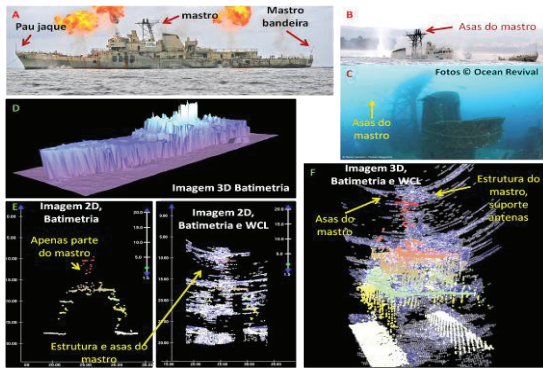 A
Pau jaque
mastro
Mastro
bandeira
B
Asas do mastro
C
Fotos © Ocean Revival
Asas do
mastro
D
Imagem 3D Batimetria
E
Imagem 2D,
Batimetria
Apenas parte
do mastro
Imagem 2D,
Batimetria e WCL
Estrutura e asas do
mastro
F
Imagem 3D,
Batimetria e WCL
Estrutura do
mastro, suporte
antenas
Asas do
mastro